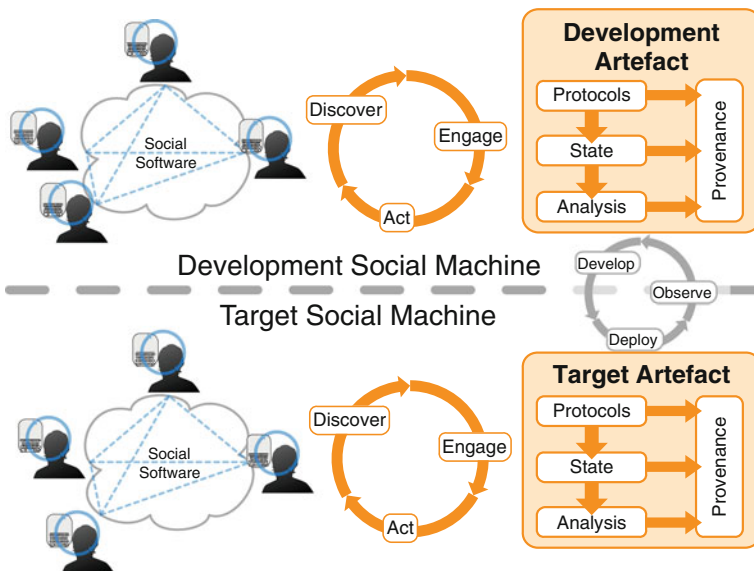 Development
Artefact
Discover
Engage
Act
Social
Software
Protocols
State
Analysis
Provenance
Development Social Machine
Develop
Observe
Deploy
Target Social Machine
Target Artefact
Discover
Engage
Act
Social
Software
Protocols
State
Analysis
Provenance